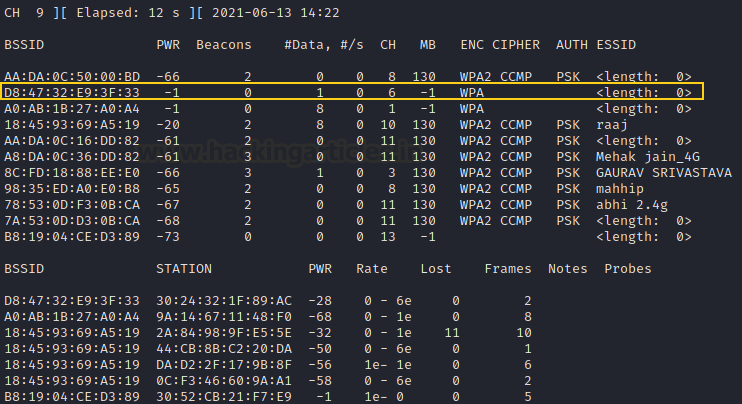 CH  9 ][ Elapsed: 12 s ][ 2021-06-13 14:22
BSSID              PWR  Beacons    #Data, #/s  CH   MB   ENC CIPHER  AUTH ESSID
AA:DA:0C:50:00:BD  -66        2        0    0   8  130   WPA2 CCMP   PSK  <length:  0>
D8:47:32:E9:3F:33   -1        0        1    0   6   -1   WPA              <length:  0>
A0:AB:1B:27:A0:A4   -1        0        8    0   1   -1   WPA              <length:  0>
18:45:93:69:A5:19  -20        2        8    0  10  130   WPA2 CCMP   PSK  raaj
AA:DA:0C:16:DD:82  -61        2        0    0  11  130   WPA2 CCMP   PSK  <length:  0>
A8:DA:0C:36:DD:82  -61        3        0    0  11  130   WPA2 CCMP   PSK  Mehak jain_4G
8C:FD:18:88:EE:E0  -66        3        1    0   3  130   WPA2 CCMP   PSK  GAURAV SRIVASTAVA
98:35:ED:A0:E0:B8  -65        2        0    0   8  130   WPA2 CCMP   PSK  mahhip
78:53:0D:F3:0B:CA  -67        2        0    0  11  130   WPA2 CCMP   PSK  abhi 2.4g
7A:53:0D:D3:0B:CA  -68        2        0    0  11  130   WPA2 CCMP   PSK  <length:  0>
B8:19:04:CE:D3:89  -73        0        0    0  13   -1                    <length:  0>
BSSID              STATION            PWR   Rate    Lost    Frames  Notes  Probes
D8:47:32:E9:3F:33  30:24:32:1F:89:AC  -28    0 - 6e     0        2
A0:AB:1B:27:A0:A4  9A:14:67:11:48:F0  -68    0 - 1e     0        8
18:45:93:69:A5:19  2A:84:98:9F:E5:5E  -32    0 - 1e    11       10
18:45:93:69:A5:19  44:CB:8B:C2:20:DA  -50    0 - 6e     0        1
18:45:93:69:A5:19  DA:D2:2F:17:9B:8F  -56    1e- 1e     0        6
18:45:93:69:A5:19  0C:F3:46:60:9A:A1  -58    0 - 6e     0        2
18:45:93:69:A5:19  30:52:CB:21:F7:E9   -1    1e- 0      0        5